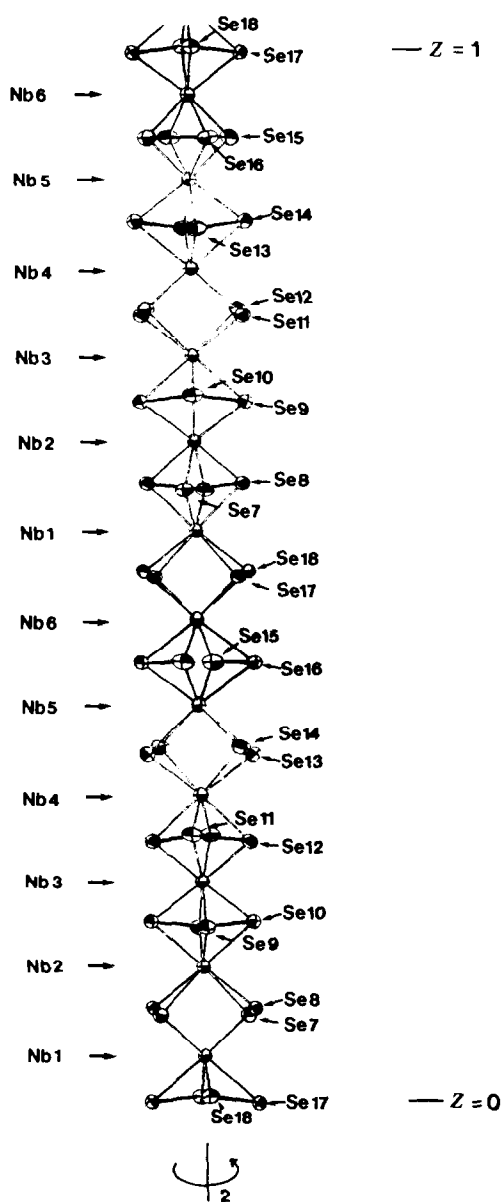 Se18
Se17
Z = 1
Nb6
Se15
Se16
Nb5
Se14
Se13
Nb4
Se12
Se11
Nb3
Se10
Se9
Nb2
Se8
Se7
Nb1
Se18
Se17
Nb6
Se15
Se16
Nb5
Se14
Se13
Nb4
Se11
Se12
Nb3
Se10
Se9
Nb2
Se8
Se7
Nb1
Se17
Z=0
Se18
2